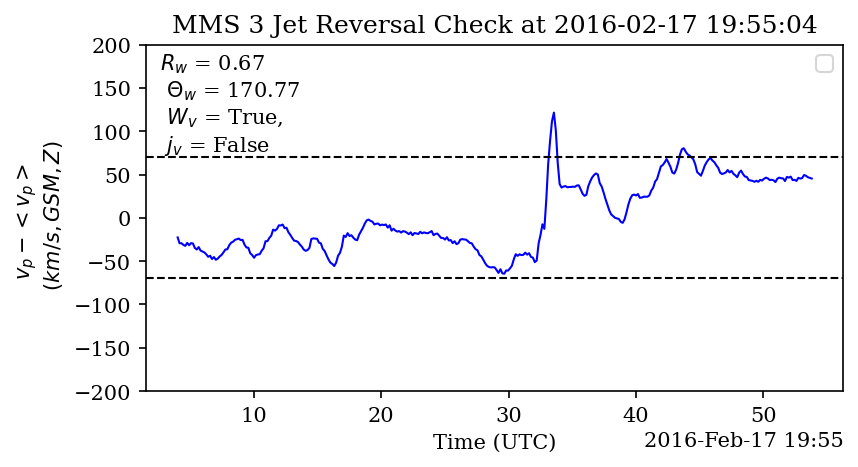 MMS 3 Jet Reversal Check at 2016-02-17 19:55:04
200
150
100
50
0
−50
−100
−150
−200
v_p − < v_p >
(km/s, GSM, Z)
R_w = 0.67
Θ_w = 170.77
W_v = True,
j_v = False
10 20 30 40 50
Time (UTC)
2016-Feb-17 19:55